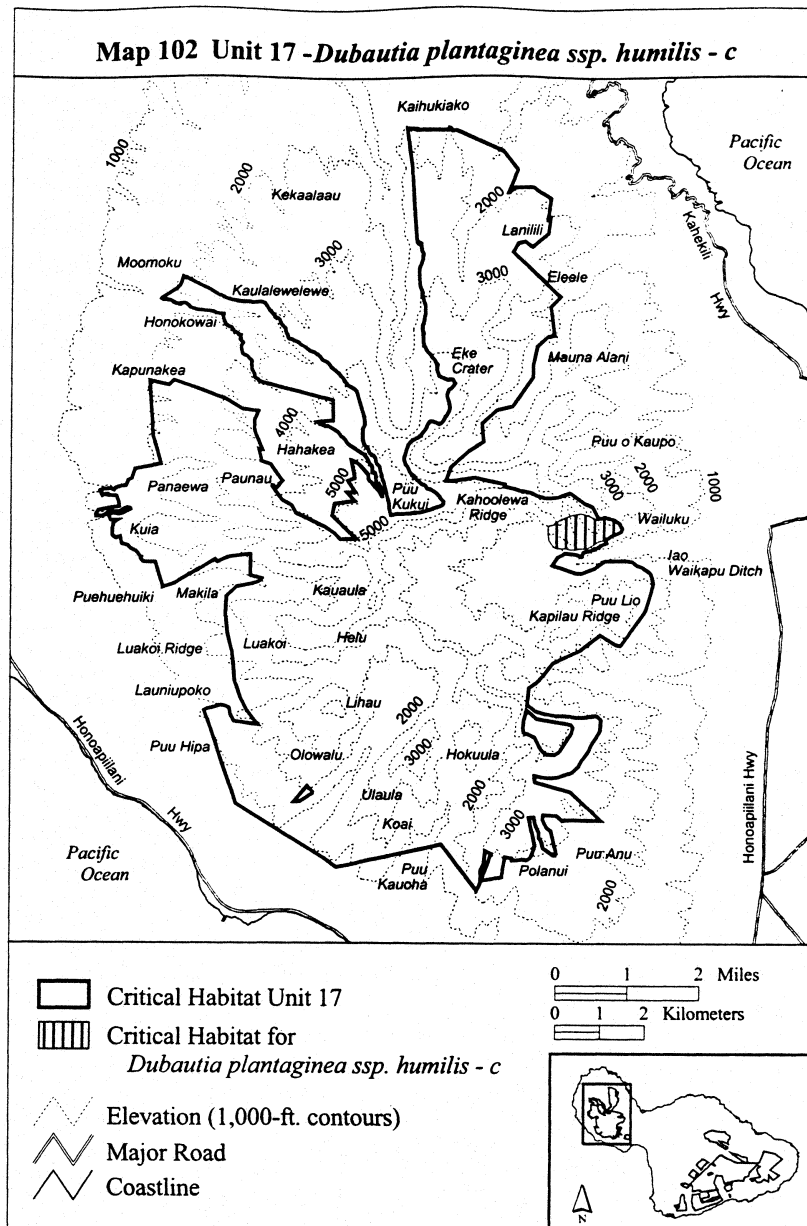 Map 102 Unit 17 - Dubautia plantaginea ssp. humilis - c
Kaihukiako
Pacific
Ocean
1000
2000
Kekaalaau
2000
Lanilili
Kahekili
Hwy
3000
Moomoku
Kaulalewelewe
3000
Eleele
Honokowai
Eke
Crater
Mauna Alani
Kapunakea
4000
Hahakea
Puu o Kaupo
3000
2000
1000
Panaewa
Paunau
5000
Puu
Kukui
Kahoolewa
Ridge
Wailuku
Kuia
5000
Iao
Waikapu Ditch
Puehuehuiki
Makila
Kauaula
Puu Lio
Kapilau Ridge
Luakoi Ridge
Luakoi
Helu
Launiupoko
Lihau
2000
Honoapiilani
Hwy
Puu Hipa
Olowalu
3000
Hokuula
Ulaula
2000
Honoapiilani Hwy
Koai
3000
Pacific
Ocean
Puu
Kauoha
Polanui
Puu Anu
2000
Critical Habitat Unit 17
Critical Habitat for
Dubautia plantaginea ssp. humilis - c
Elevation (1,000-ft. contours)
Major Road
Coastline
0 1 2 Miles
0 1 2 Kilometers
N